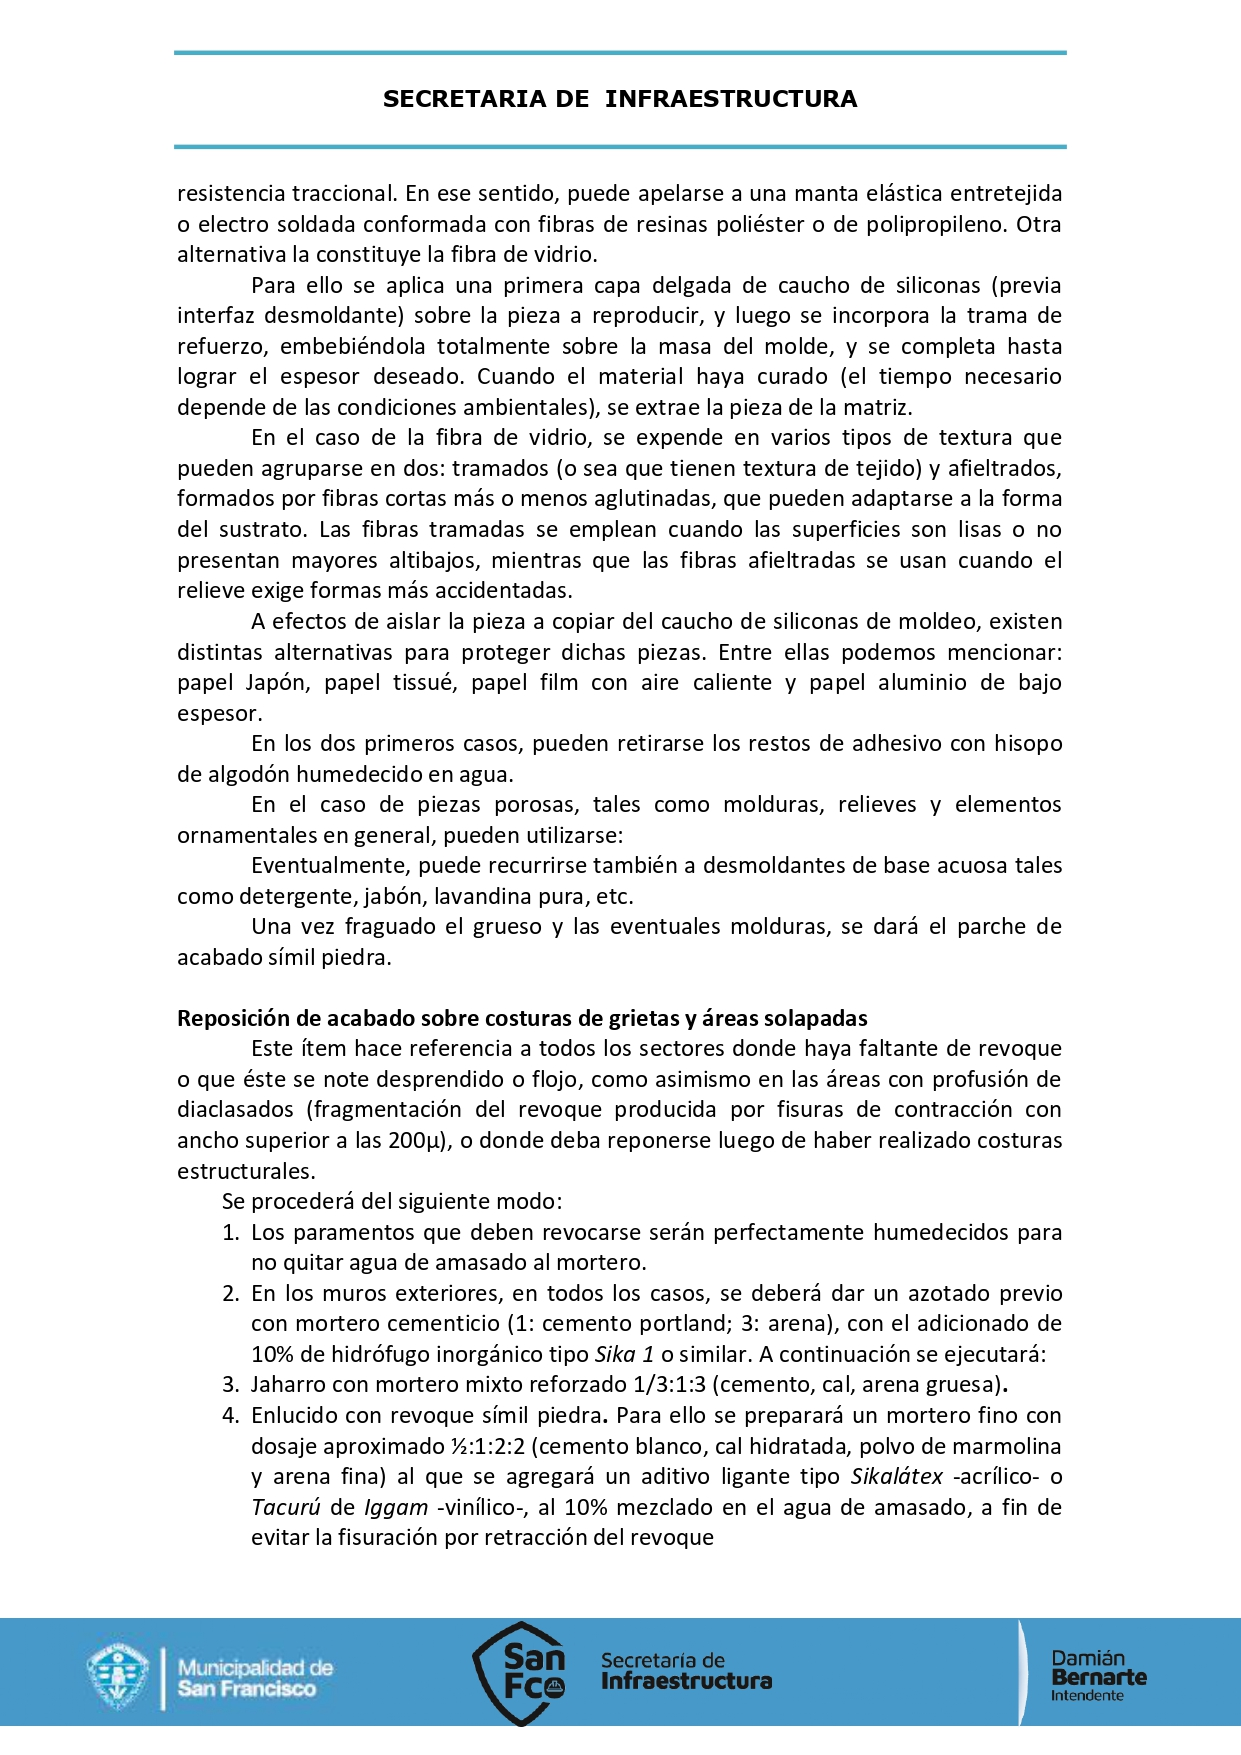 SECRETARIA DE INFRAESTRUCTURA
resistencia traccional. En ese sentido, puede apelarse a una manta elástica entretejida
o electro soldada conformada con fibras de resinas poliéster o de polipropileno. Otra
alternativa la constituye la fibra de vidrio.
Para ello se aplica una primera capa delgada de caucho de siliconas (previa
interfaz desmoldante) sobre la pieza a reproducir, y luego se incorpora la trama de
refuerzo, embebiéndola totalmente sobre la masa del molde, y se completa hasta
lograr el espesor deseado. Cuando el material haya curado (el tiempo necesario
depende de las condiciones ambientales), se extrae la pieza de la matriz.
En el caso de la fibra de vidrio, se expende en varios tipos de textura que
pueden agruparse en dos: tramados (o sea que tienen textura de tejido) y afieltrados,
formados por fibras cortas más o menos aglutinadas, que pueden adaptarse a la forma
del sustrato. Las fibras tramadas se emplean cuando las superficies son lisas o no
presentan mayores altibajos, mientras que las fibras afieltradas se usan cuando el
relieve exige formas más accidentadas.
A efectos de aislar la pieza a copiar del caucho de siliconas de moldeo, existen
distintas alternativas para proteger dichas piezas. Entre ellas podemos mencionar:
papel Japón, papel tissué, papel film con aire caliente y papel aluminio de bajo
espesor.
En los dos primeros casos, pueden retirarse los restos de adhesivo con hisopo
de algodón humedecido en agua.
En el caso de piezas porosas, tales como molduras, relieves y elementos
ornamentales en general, pueden utilizarse:
Eventualmente, puede recurrirse también a desmoldantes de base acuosa tales
como detergente, jabón, lavandina pura, etc.
Una vez fraguado el grueso y las eventuales molduras, se dará el parche de
acabado símil piedra.
Reposición de acabado sobre costuras de grietas y áreas solapadas
Este ítem hace referencia a todos los sectores donde haya faltante de revoque
o que éste se note desprendido o flojo, como asimismo en las áreas con profusión de
diaclasados (fragmentación del revoque producida por fisuras de contracción con
ancho superior a las 200µ), o donde deba reponerse luego de haber realizado costuras
estructurales.
Se procederá del siguiente modo:
1. Los paramentos que deben revocarse serán perfectamente humedecidos para
no quitar agua de amasado al mortero.
2. En los muros exteriores, en todos los casos, se deberá dar un azotado previo
con mortero cementicio (1: cemento portland; 3: arena), con el adicionado de
10% de hidrófugo inorgánico tipo Sika 1 o similar. A continuación se ejecutará:
3. Jaharro con mortero mixto reforzado 1/3:1:3 (cemento, cal, arena gruesa).
4. Enlucido con revoque símil piedra. Para ello se preparará un mortero fino con
dosaje aproximado ½:1:2:2 (cemento blanco, cal hidratada, polvo de marmolina
y arena fina) al que se agregará un aditivo ligante tipo Sikalátex -acrílico- o
Tacurú de Iggam -vinílico-, al 10% mezclado en el agua de amasado, a fin de
evitar la fisuración por retracción del revoque
Municipalidad de
San Francisco
San
Fco
Secretaría de
Infraestructura
Damián
Bernarte
Intendente